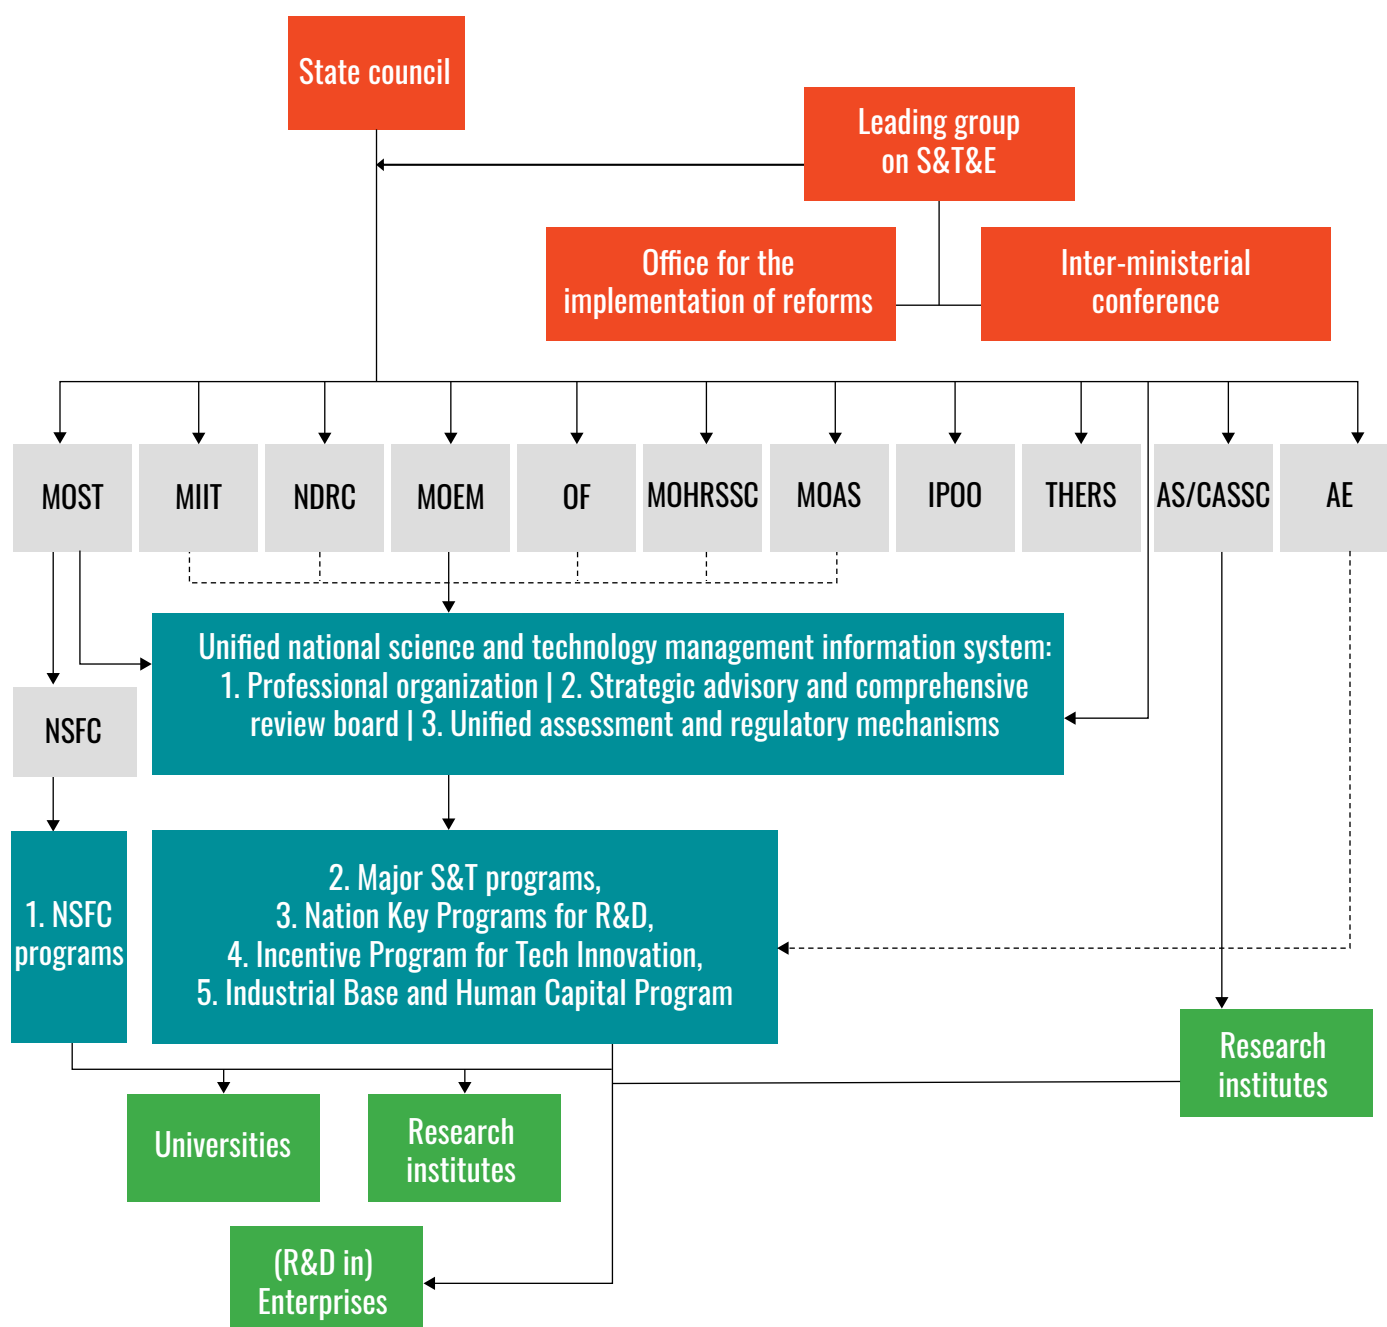 State council
Leading group
on S&T&E
Office for the
implementation of reforms
Inter-ministerial
conference
MOST
MIIT
NDRC
MOEM
OF
MOHRSSC
MOAS
IPOO
THERS
AS/CASSC
AE
Unified national science and technology management information system:
1. Professional organization | 2. Strategic advisory and comprehensive
review board | 3. Unified assessment and regulatory mechanisms
NSFC
1. NSFC
programs
2. Major S&T programs,
3. Nation Key Programs for R&D,
4. Incentive Program for Tech Innovation,
5. Industrial Base and Human Capital Program
Research
institutes
Universities
Research
institutes
(R&D in)
Enterprises